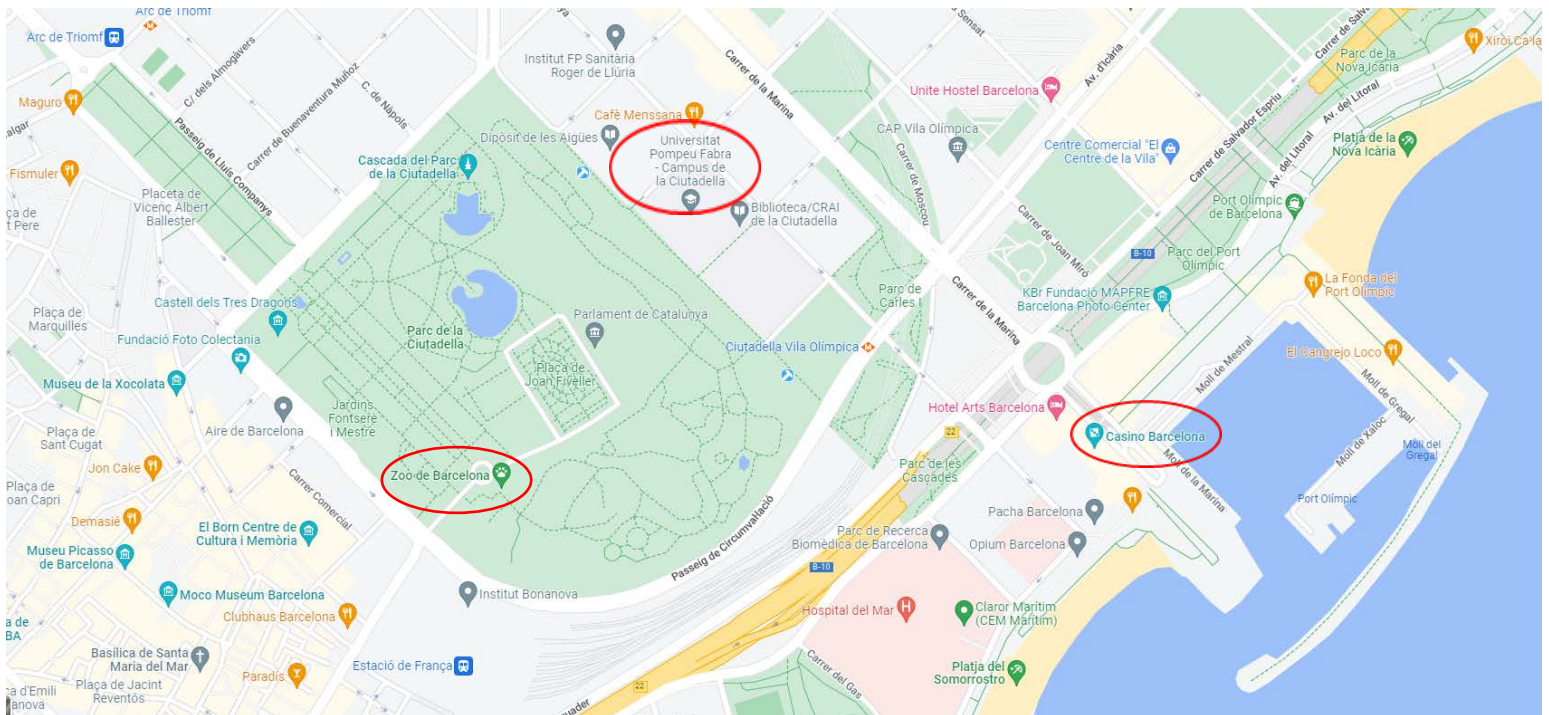 Arc de Triomf
Arc de Triomf
Maguro
C/ dels Almogàvers
Carrer de Buenaventura Muñoz
C. de Nàpols
Passeig de Lluís Companys
Fismuler
Placeta de
Vicenç Albert
Ballester
Institut FP Sanitària
Roger de Llúria
Cafè Menssana
Dipòsit de les Aigües
Universitat
Pompeu Fabra
- Campus de
la Ciutadella
Biblioteca/CRAI
de la Ciutadella
Cascada del Parc
de la Ciutadella
Carrer de la Marina
Sensat
Av. d'Icària
Unite Hostel Barcelona
CAP Vila Olímpica
Carrer de Moscou
Centre Comercial "El
Centre de la Vila"
Carrer de Salvador Espriu
Parc de la
Nova Icària
Av. del Litoral
Av. del Litoral
Platja de la
Nova Icària
Port Olímpic
de Barcelona
Carrer de Joan Miró
B-10
Parc del Port
Olímpic
La Fonda del
Port Olímpic
KBr Fundació MAPFRE
Barcelona Photo Center
Parc de
Carles I
Carrer de la Marina
Plaça de
Marquilles
Castell dels Tres Dragons
Fundació Foto Colectania
Museu de la Xocolata
Parc de la
Ciutadella
Parlament de Catalunya
Plaça de
Joan Fiveller
Ciutadella Vila Olímpica
El Cangrejo Loco
Moll de Mestral
Moll de Gregal
Moll de Xaloc
Moll del
Gregal
Hotel Arts Barcelona
Casino Barcelona
Moll de la Marina
Port Olímpic
22
Parc de les
Cascades
Jardins
Fontserè
i Mestre
Aire de Barcelona
Plaça de
Sant Cugat
Jon Cake
Zoo de Barcelona
Carrer Comercial
Demasié
El Born Centre de
Cultura i Memòria
Museu Picasso
de Barcelona
Moco Museum Barcelona
Clubhaus Barcelona
Institut Bonanova
Passeig de Circumval·lació
Parc de Recerca
Biomèdica de Barcelona
Pacha Barcelona
Opium Barcelona
B-10
Hospital del Mar
Claror Marítim
(CEM Marítim)
Basílica de Santa
Maria del Mar
Plaça de Jacint
Reventós
Paradís
Estació de França
22
Carrer del Gas
Platja del
Somorrostro